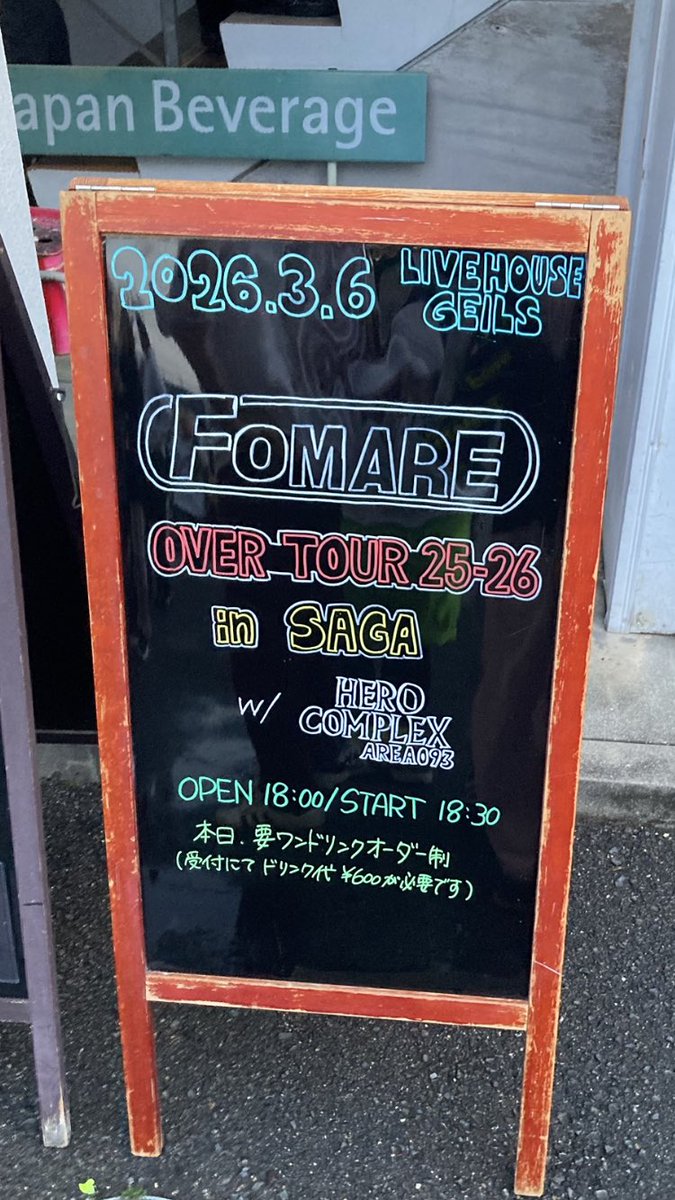 apan Beverage
2026.3.6 LIVEHOUSE GEILS
FOMARE
OVER TOUR 25-26
in SAGA
w/ HERO COMPLEX AREA093
OPEN 18:00/START 18:30
本日、要ワンドリンクオーダー制
(受付にてドリンク代 ¥600が必要です)